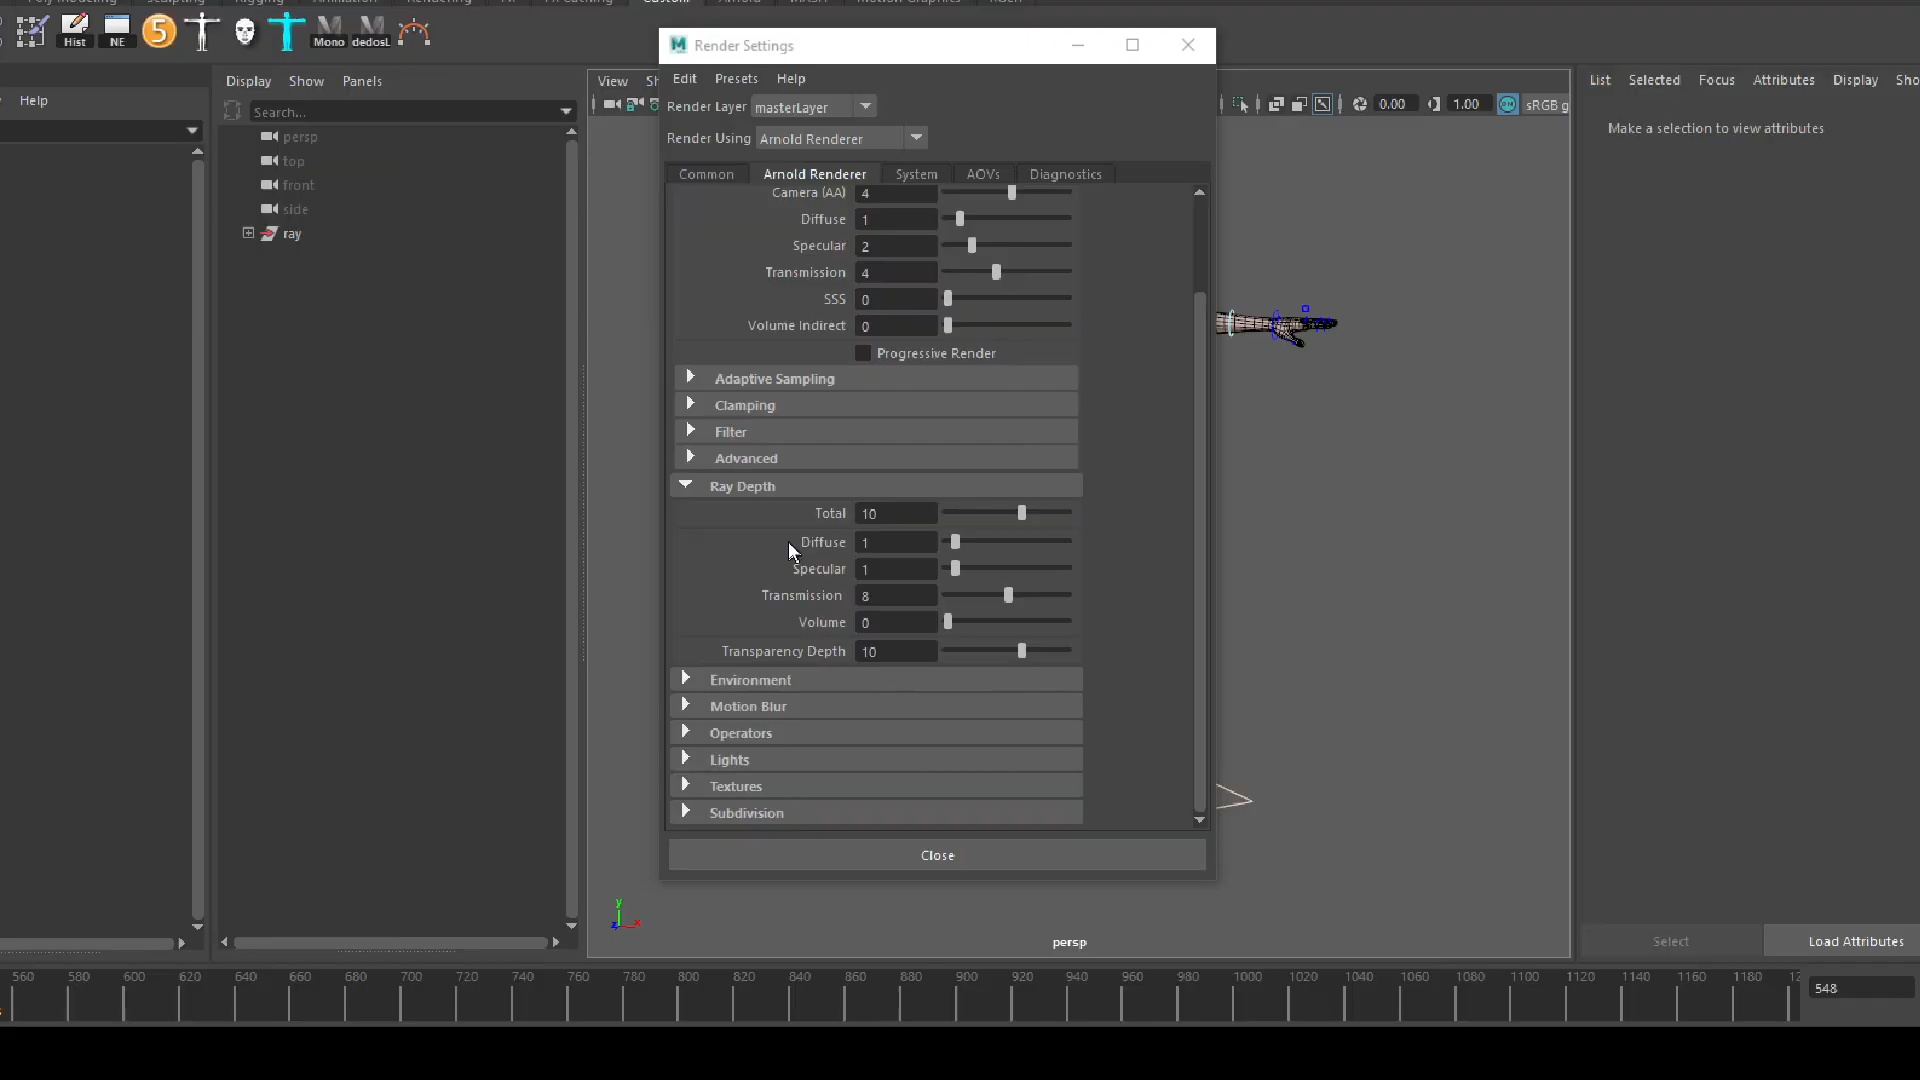 Hist NE 5 M Mono M dedosL
Help
Display Show Panels
Search...
persp
top
front
side
ray
View
M Render Settings
Edit Presets Help
Render Layer masterLayer
Render Using Arnold Renderer
Common Arnold Renderer System AOVs Diagnostics
Camera (AA) 4
Diffuse 1
Specular 2
Transmission 4
SSS 0
Volume Indirect 0
Progressive Render
Adaptive Sampling
Clamping
Filter
Advanced
Ray Depth
Total 10
Diffuse 1
Specular 1
Transmission 8
Volume 0
Transparency Depth 10
Environment
Motion Blur
Operators
Lights
Textures
Subdivision
Close
0.00 1.00 ON sRGB g
List Selected Focus Attributes Display Sho
Make a selection to view attributes
y
z x
persp
Select Load Attributes
560 580 600 620 640 660 680 700 720 740 760 780 800 820 840 860 880 900 920 940 960 980 1000 1020 1040 1060 1080 1100 1120 1140 1160 1180
548